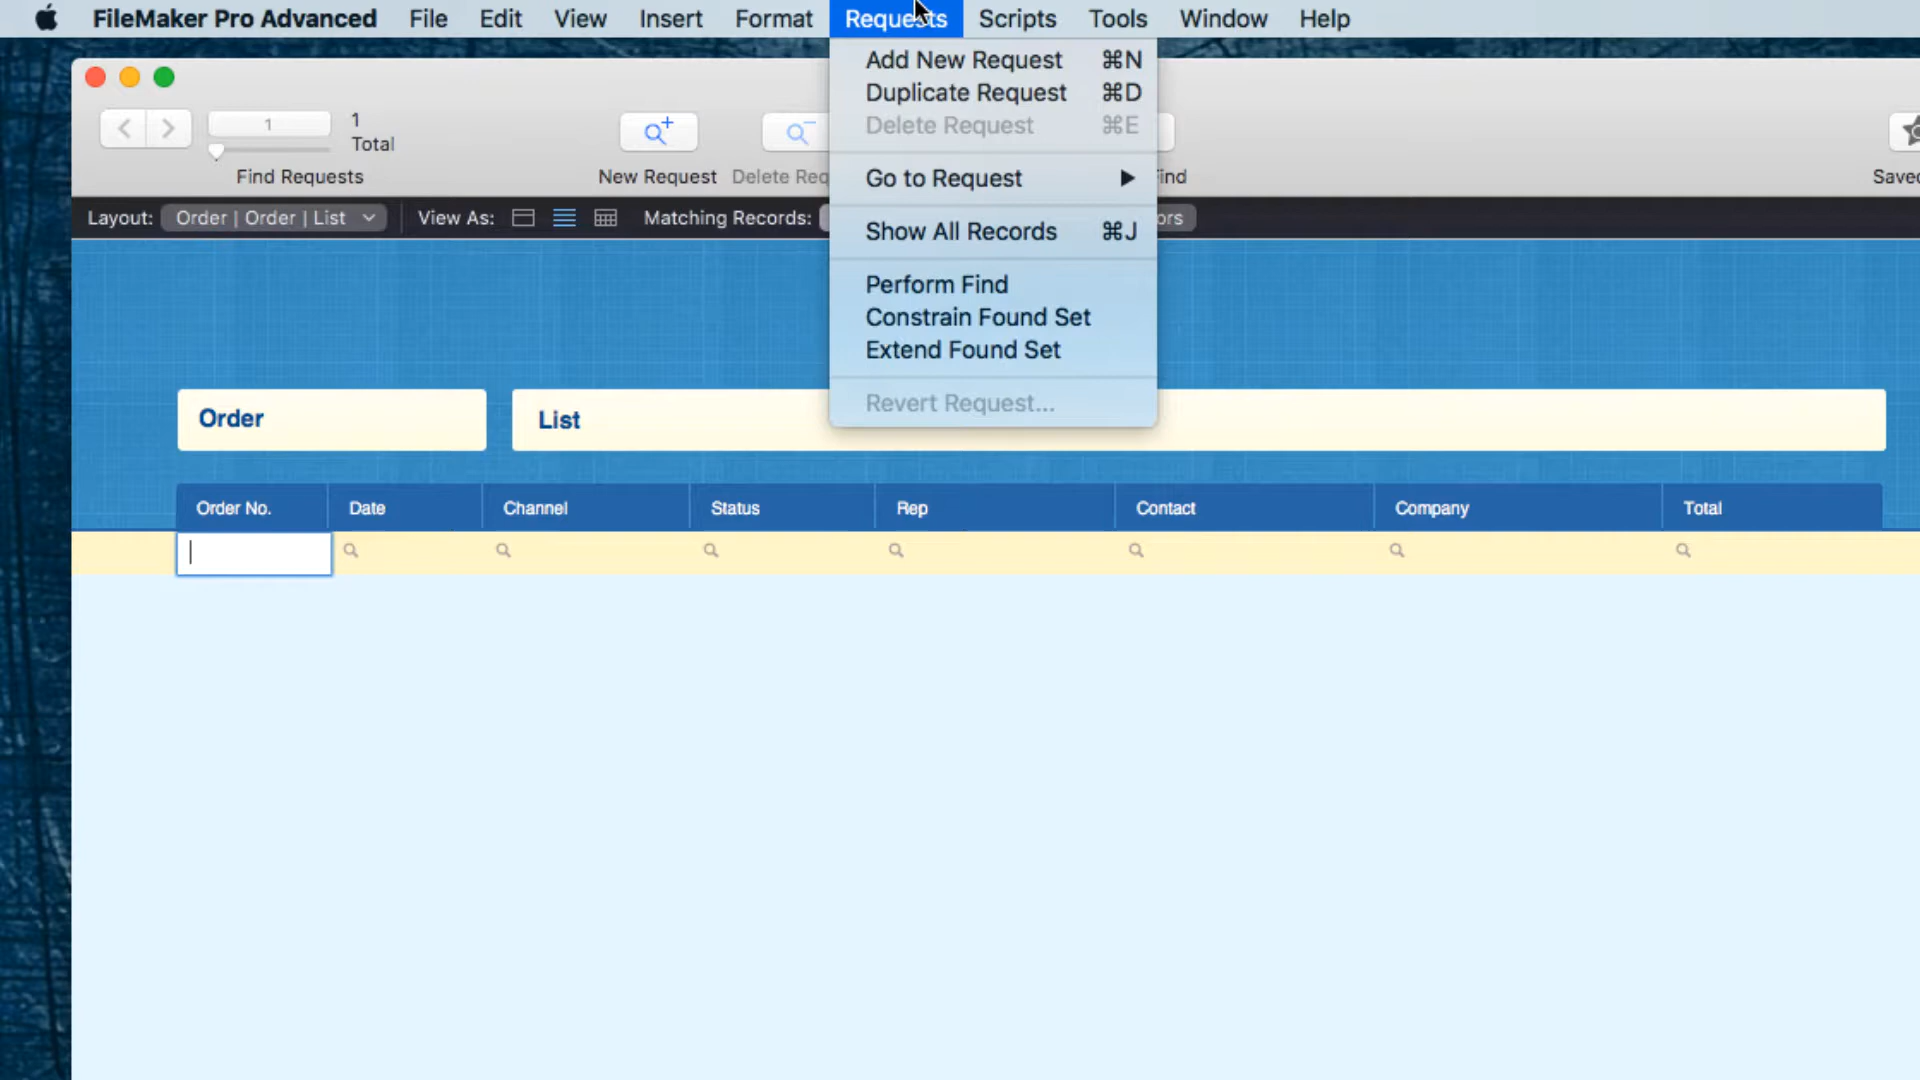 FileMaker Pro Advanced File Edit View Insert Format Requests Scripts Tools Window Help
Add New Request ⌘N
Duplicate Request ⌘D
Delete Request ⌘E
Go to Request ▶
Show All Records ⌘J
Perform Find
Constrain Found Set
Extend Found Set
Revert Request...
1
1
Total
Find Requests
New Request
Layout: Order | Order | List View As: Matching Records:
Order
List
Order No. Date Channel Status Rep Contact Company Total